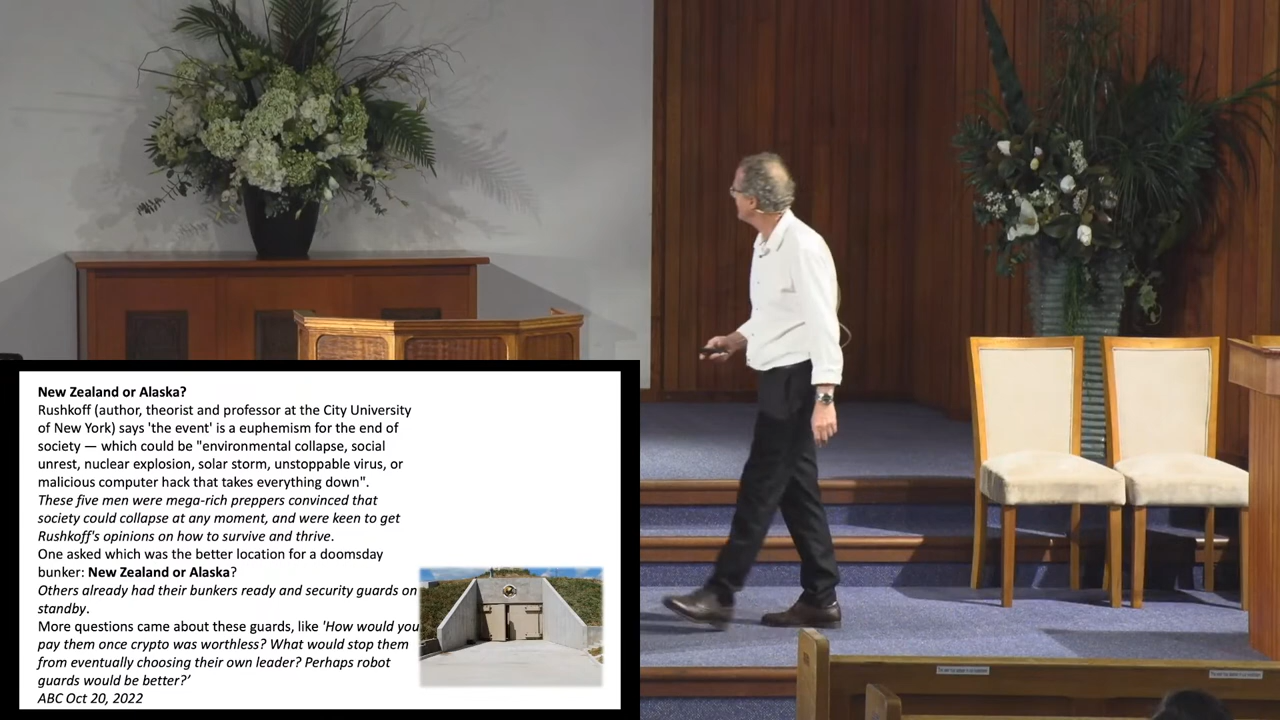 New Zealand or Alaska?
Rushkoff (author, theorist and professor at the City University
of New York) says 'the event' is a euphemism for the end of
society — which could be "environmental collapse, social
unrest, nuclear explosion, solar storm, unstoppable virus, or
malicious computer hack that takes everything down".
These five men were mega-rich preppers convinced that
society could collapse at any moment, and were keen to get
Rushkoff's opinions on how to survive and thrive.
One asked which was the better location for a doomsday
bunker: New Zealand or Alaska?
Others already had their bunkers ready and security guards on
standby.
More questions came about these guards, like 'How would you
pay them once crypto was worthless? What would stop them
from eventually choosing their own leader? Perhaps robot
guards would be better?’
ABC Oct 20, 2022